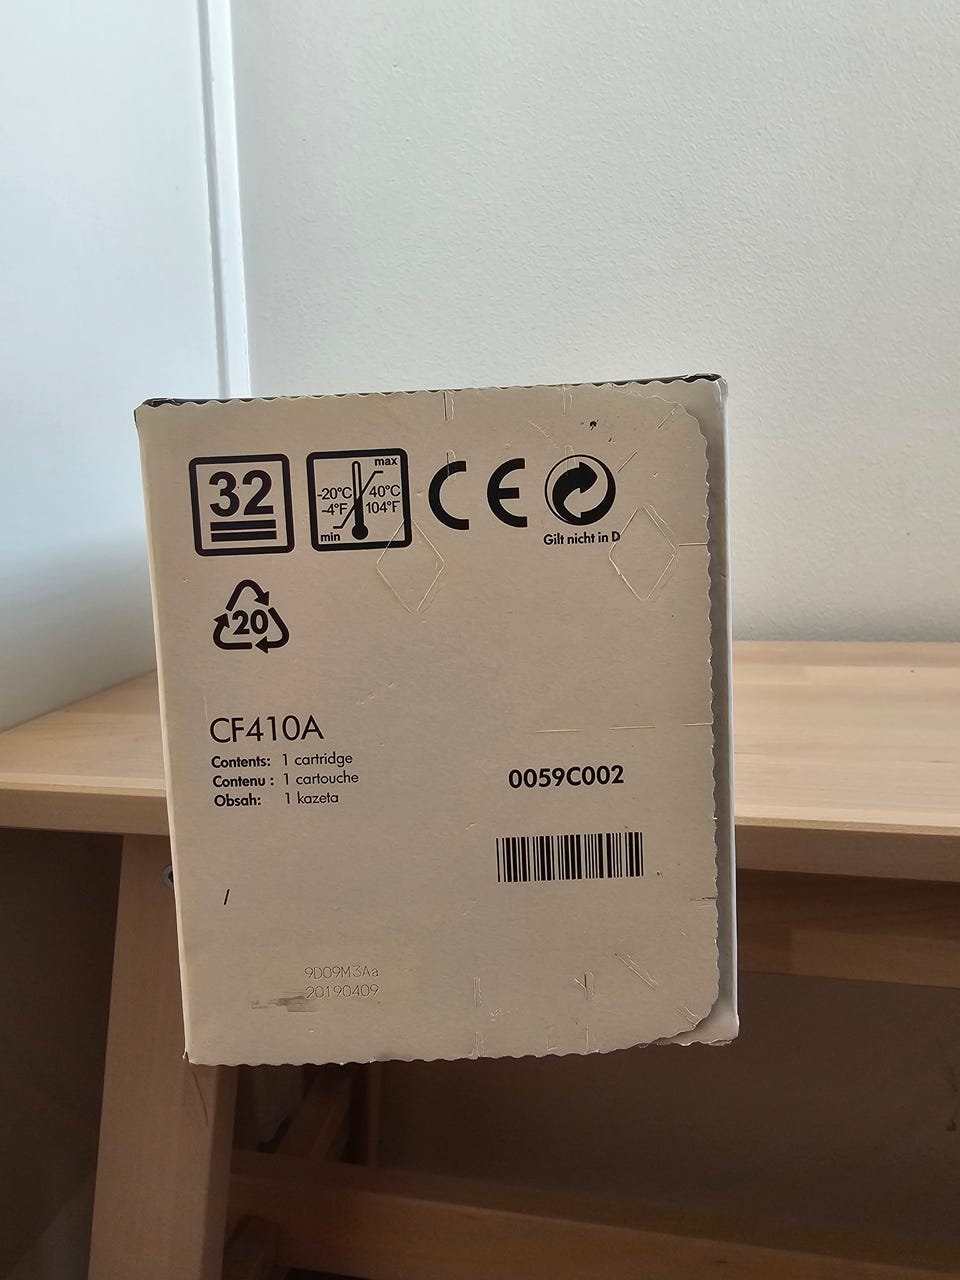 32
max
-20°C 40°C
-4°F 104°F
min
CE
Gilt nicht in D
20
CF410A
Contents: 1 cartridge
Contenu : 1 cartouche
Obsah: 1 kazeta
0059C002
/
9D09M3Aa
20190409